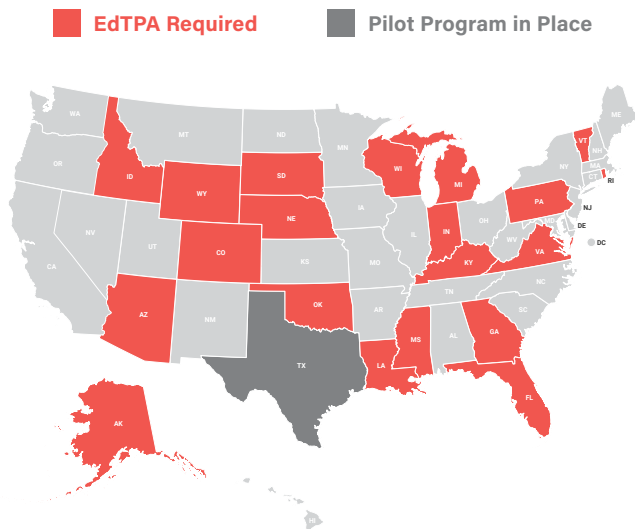 EdTPA Required Pilot Program in Place
WA
MT
ND
MN
ME
VT
NH
OR
ID
WY
SD
WI
MI
NY
MA
CT
RI
NE
IA
PA
NJ
NV
UT
CO
IL
IN
OH
MD
DE
DC
CA
KS
MO
WV
VA
KY
AZ
NM
OK
AR
TN
NC
SC
TX
LA
MS
AL
GA
FL
AK
HI